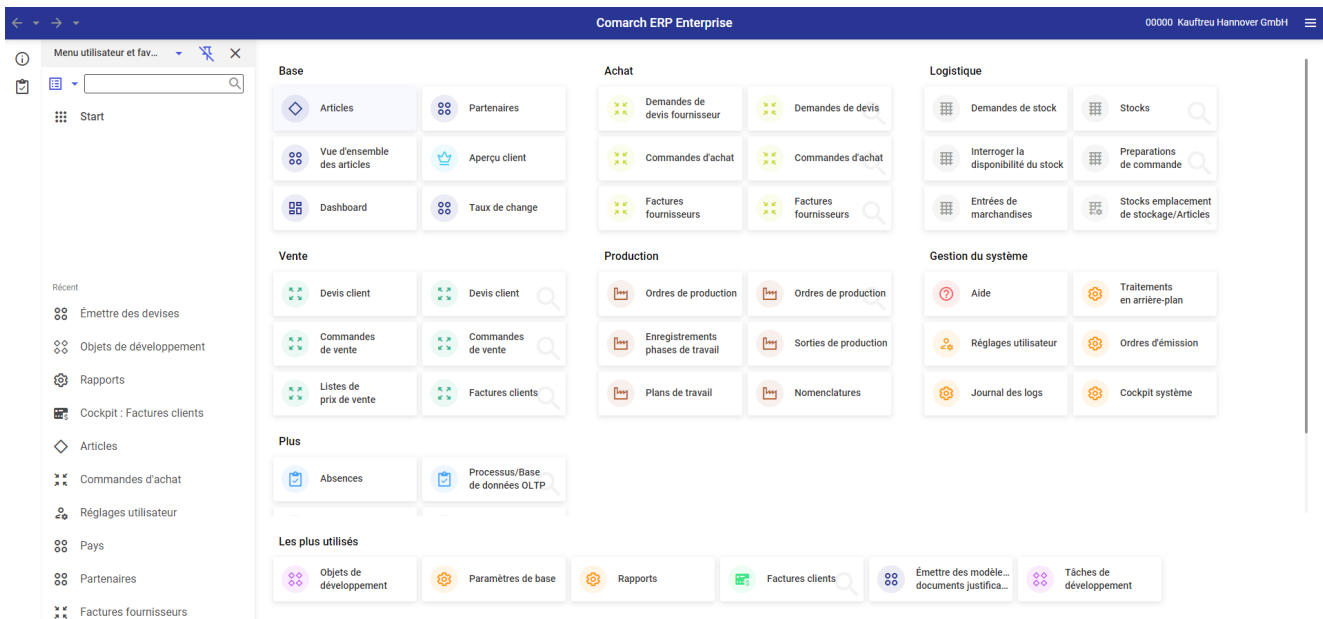 Comarch ERP Enterprise
00000 Kauftreu Hannover GmbH
Menu utilisateur et fav...
Start
Récent
Émettre des devises
Objets de développement
Rapports
Cockpit : Factures clients
Articles
Commandes d'achat
Réglages utilisateur
Pays
Partenaires
Factures fournisseurs
Base
Articles
Partenaires
Vue d'ensemble
des articles
Aperçu client
Dashboard
Taux de change
Achat
Demandes de
devis fournisseur
Demandes de devis
Commandes d'achat
Commandes d'achat
Factures
fournisseurs
Factures
fournisseurs
Logistique
Demandes de stock
Stocks
Interroger la
disponibilité du stock
Preparations
de commande
Entrées de
marchandises
Stocks emplacement
de stockage/Articles
Vente
Devis client
Devis client
Commandes
de vente
Commandes
de vente
Listes de
prix de vente
Factures clients
Production
Ordres de production
Ordres de production
Enregistrements
phases de travail
Sorties de production
Plans de travail
Nomenclatures
Gestion du système
Aide
Traitements
en arrière-plan
Réglages utilisateur
Ordres d'émission
Journal des logs
Cockpit système
Plus
Absences
Processus/Base
de données OLTP
Les plus utilisés
Objets de
développement
Paramètres de base
Rapports
Factures clients
Émettre des modèle...
documents justifica...
Tâches de
développement